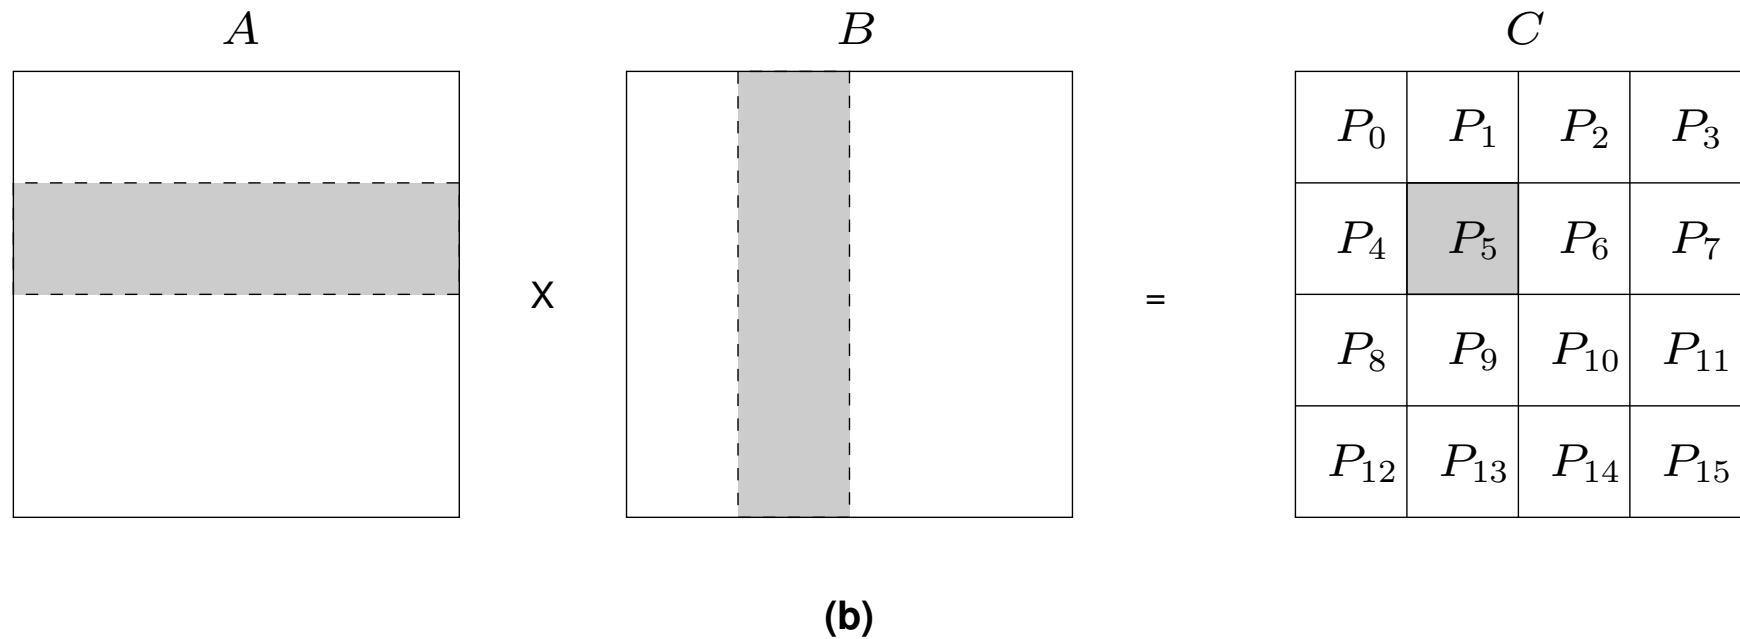 A B C
P₀ P₁ P₂ P₃
P₄ P₅ P₆ P₇
X =
P₈ P₉ P₁₀ P₁₁
P₁₂ P₁₃ P₁₄ P₁₅
(b)